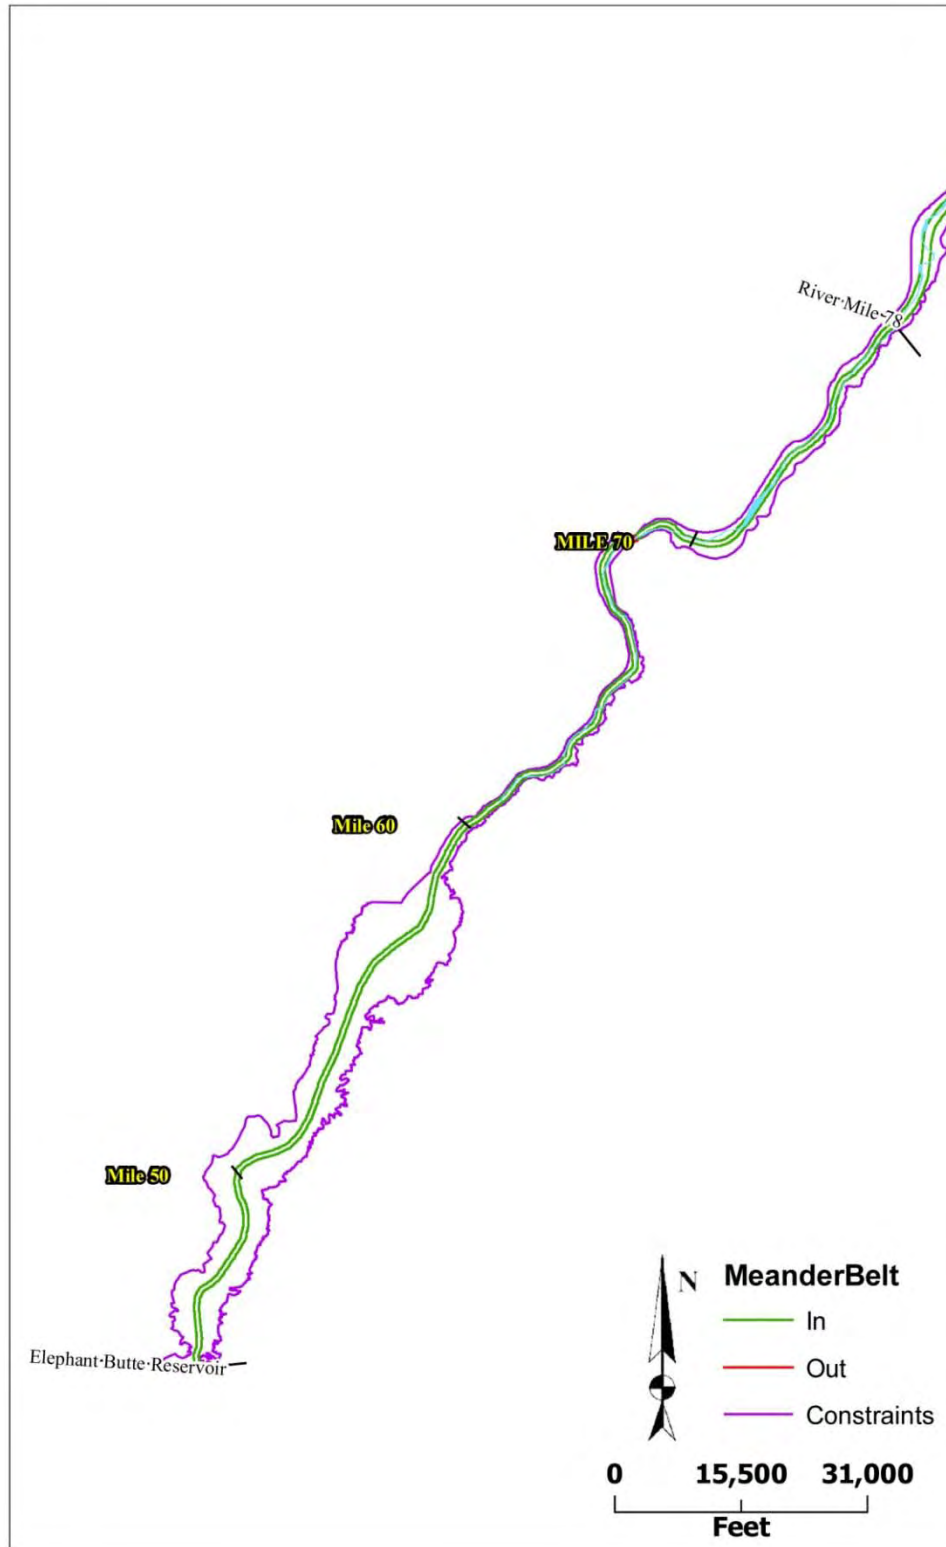 River·Mile·78
MILE 70
Mile 60
Mile 50
Elephant·Butte·Reservoir
N
MeanderBelt
In
Out
Constraints
0 15,500 31,000
Feet